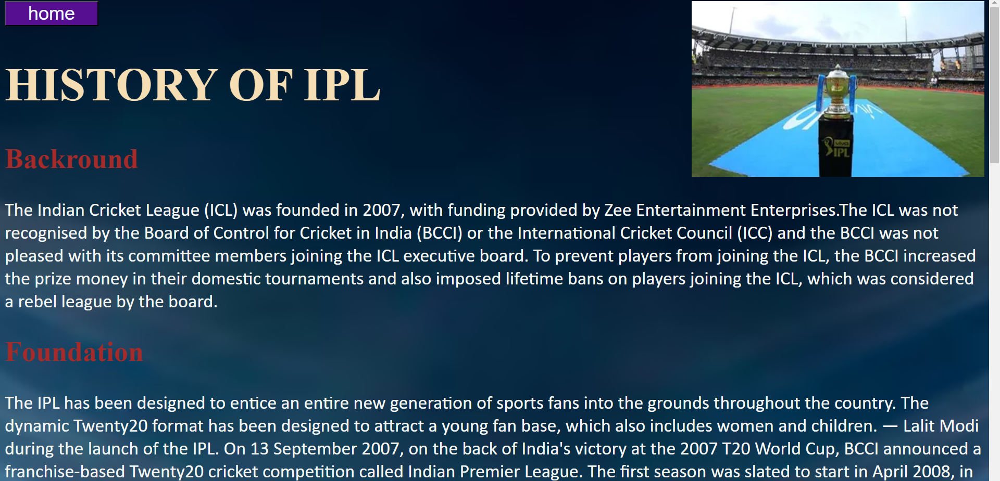 home
HISTORY OF IPL
vivo
IPL
Backround
The Indian Cricket League (ICL) was founded in 2007, with funding provided by Zee Entertainment Enterprises.The ICL was not
recognised by the Board of Control for Cricket in India (BCCI) or the International Cricket Council (ICC) and the BCCI was not
pleased with its committee members joining the ICL executive board. To prevent players from joining the ICL, the BCCI increased
the prize money in their domestic tournaments and also imposed lifetime bans on players joining the ICL, which was considered
a rebel league by the board.
Foundation
The IPL has been designed to entice an entire new generation of sports fans into the grounds throughout the country. The
dynamic Twenty20 format has been designed to attract a young fan base, which also includes women and children. — Lalit Modi
during the launch of the IPL. On 13 September 2007, on the back of India's victory at the 2007 T20 World Cup, BCCI announced a
franchise-based Twenty20 cricket competition called Indian Premier League. The first season was slated to start in April 2008, in